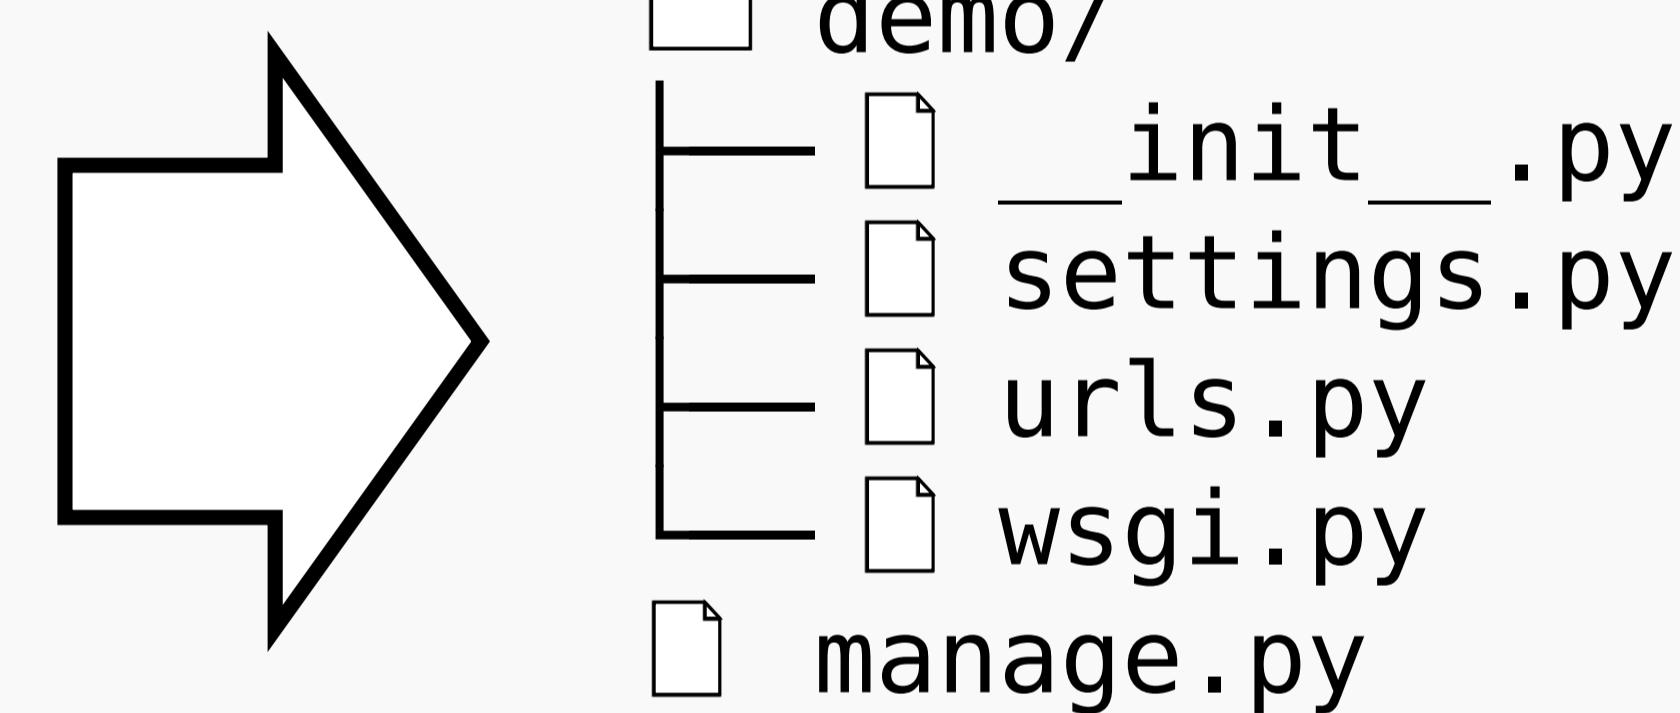 demo/
__init__.py
settings.py
urls.py
wsgi.py
manage.py